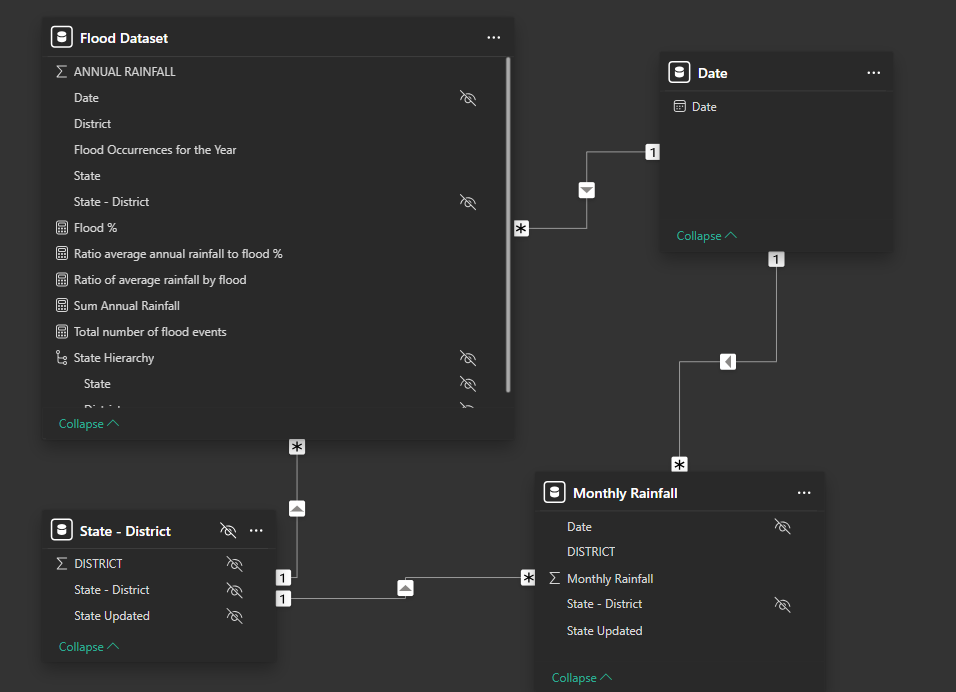 Flood Dataset
ANNUAL RAINFALL
Date
District
Flood Occurrences for the Year
State
State - District
Flood %
Ratio average annual rainfall to flood %
Ratio of average rainfall by flood
Sum Annual Rainfall
Total number of flood events
State Hierarchy
State
Collapse
Date
Date
Collapse
1
*
1
*
*
1
1
*
State - District
DISTRICT
State - District
State Updated
Collapse
Monthly Rainfall
Date
DISTRICT
Monthly Rainfall
State - District
State Updated
Collapse